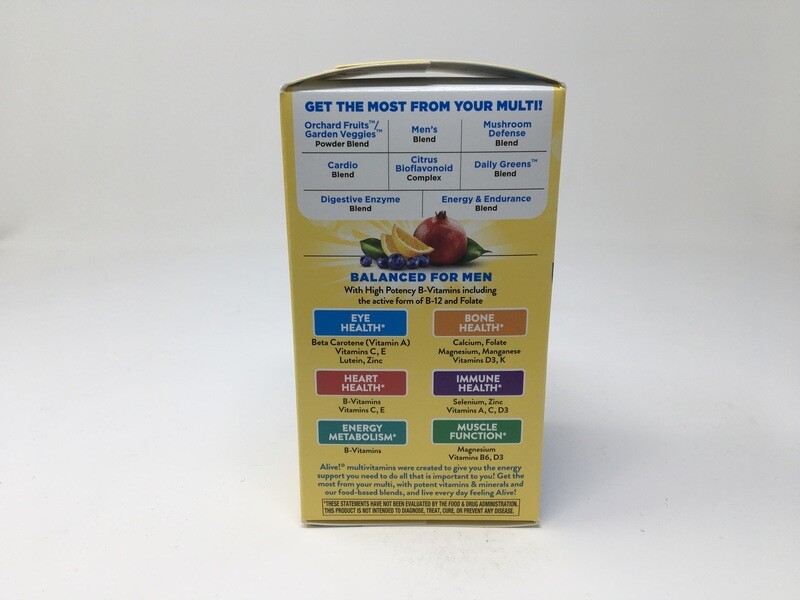 GET THE MOST FROM YOUR MULTI!
Orchard Fruits™/
Garden Veggies™
Powder Blend
Men's
Blend
Mushroom
Defense
Blend
Cardio
Blend
Citrus
Bioflavonoid
Complex
Daily Greens™
Blend
Digestive Enzyme
Blend
Energy & Endurance
Blend
BALANCED FOR MEN
With High Potency B-Vitamins including
the active form of B-12 and Folate
EYE
HEALTH*
Beta Carotene (Vitamin A)
Vitamins C, E
Lutein, Zinc
BONE
HEALTH*
Calcium, Folate
Magnesium, Manganese
Vitamins D3, K
HEART
HEALTH*
B-Vitamins
Vitamins C, E
IMMUNE
HEALTH*
Selenium, Zinc
Vitamins A, C, D3
ENERGY
METABOLISM*
B-Vitamins
MUSCLE
FUNCTION*
Magnesium
Vitamins B6, D3
Alive!® multivitamins were created to give you the energy
support you need to do all that is important to you! Get the
most from your multi, with potent vitamins & minerals and
our food-based blends, and live every day feeling Alive!
*THESE STATEMENTS HAVE NOT BEEN EVALUATED BY THE FOOD & DRUG ADMINISTRATION.
THIS PRODUCT IS NOT INTENDED TO DIAGNOSE, TREAT, CURE, OR PREVENT ANY DISEASE.